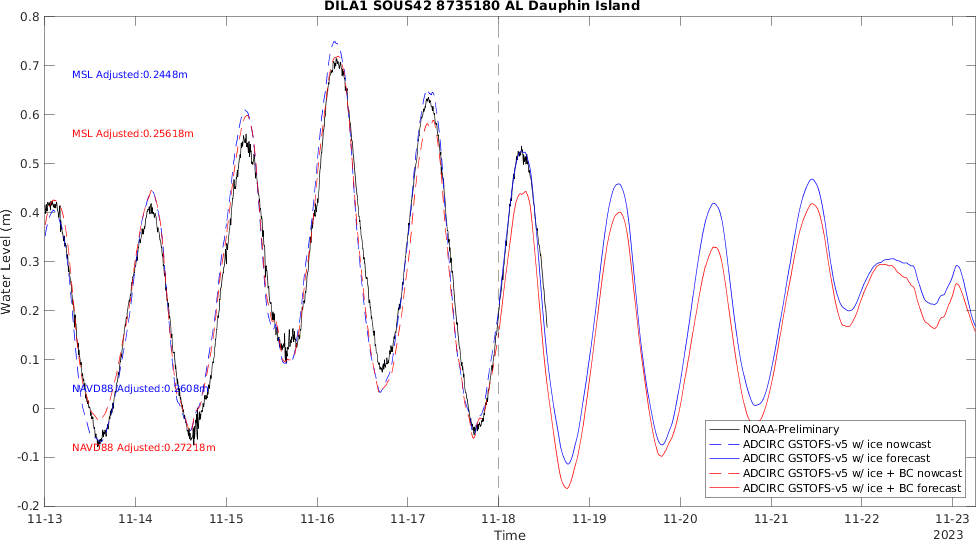 DILA1 SOUS42 8735180 AL Dauphin Island
0.8
0.7
0.6
0.5
0.4
0.3
0.2
0.1
0
-0.1
-0.2
Water Level (m)
MSL Adjusted:0.2448m
MSL Adjusted:0.25618m
NAVD88 Adjusted:0.2608m
NAVD88 Adjusted:0.27218m
NOAA-Preliminary
ADCIRC GSTOFS-v5 w/ ice nowcast
ADCIRC GSTOFS-v5 w/ ice forecast
ADCIRC GSTOFS-v5 w/ ice + BC nowcast
ADCIRC GSTOFS-v5 w/ ice + BC forecast
11-13 11-14 11-15 11-16 11-17 11-18 11-19 11-20 11-21 11-22 11-23
Time
2023